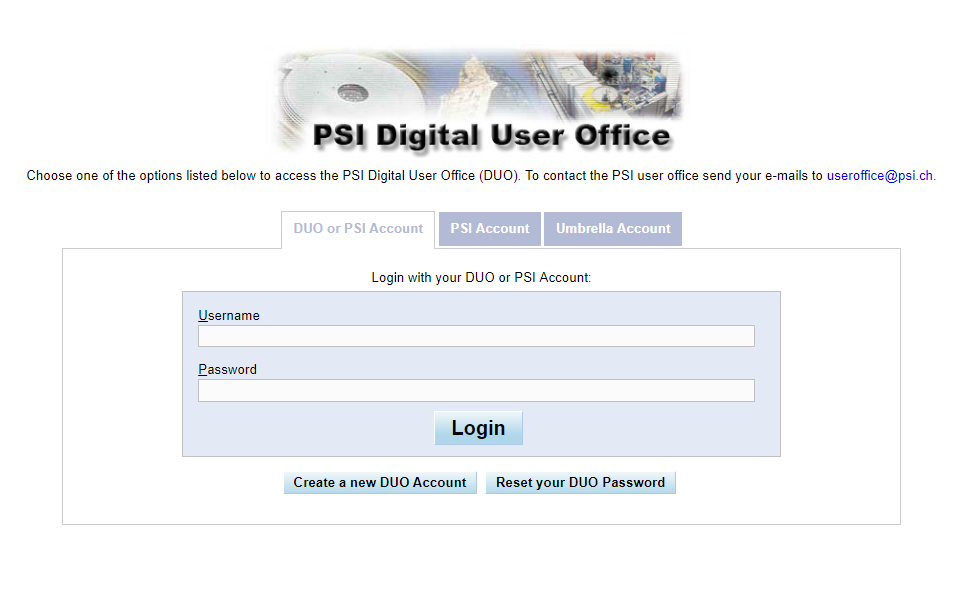 PSI Digital User Office
Choose one of the options listed below to access the PSI Digital User Office (DUO). To contact the PSI user office send your e-mails to useroffice@psi.ch.
DUO or PSI Account PSI Account Umbrella Account
Login with your DUO or PSI Account:
Username
Password
Login
Create a new DUO Account Reset your DUO Password